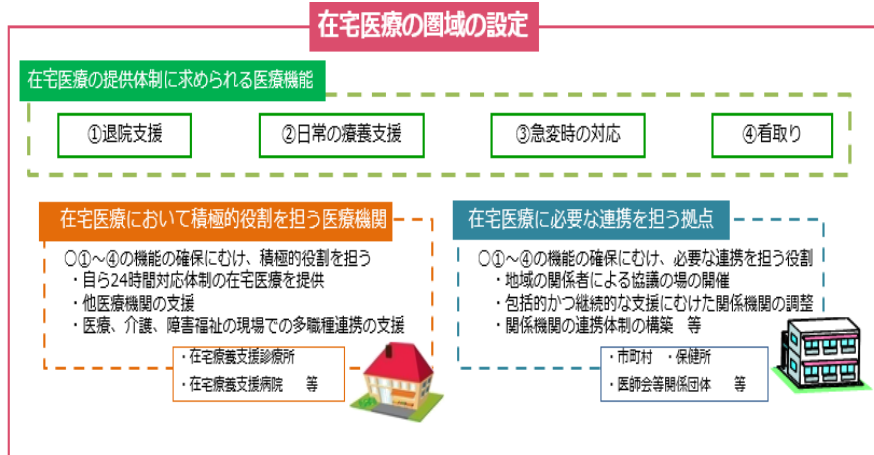 在宅医療の圏域の設定
在宅医療の提供体制に求められる医療機能
①退院支援
②日常の療養支援
③急変時の対応
④看取り
在宅医療において積極的役割を担う医療機関
〇①～④の機能の確保にむけ、積極的役割を担う
・自ら24時間対応体制の在宅医療を提供
・他医療機関の支援
・医療、介護、障害福祉の現場での多職種連携の支援
・在宅療養支援診療所
・在宅療養支援病院　等
在宅医療に必要な連携を担う拠点
〇①～④の機能の確保にむけ、必要な連携を担う役割
・地域の関係者による協議の場の開催
・包括的かつ継続的な支援にむけた関係機関の調整
・関係機関の連携体制の構築　等
・市町村　・保健所
・医師会等関係団体　等